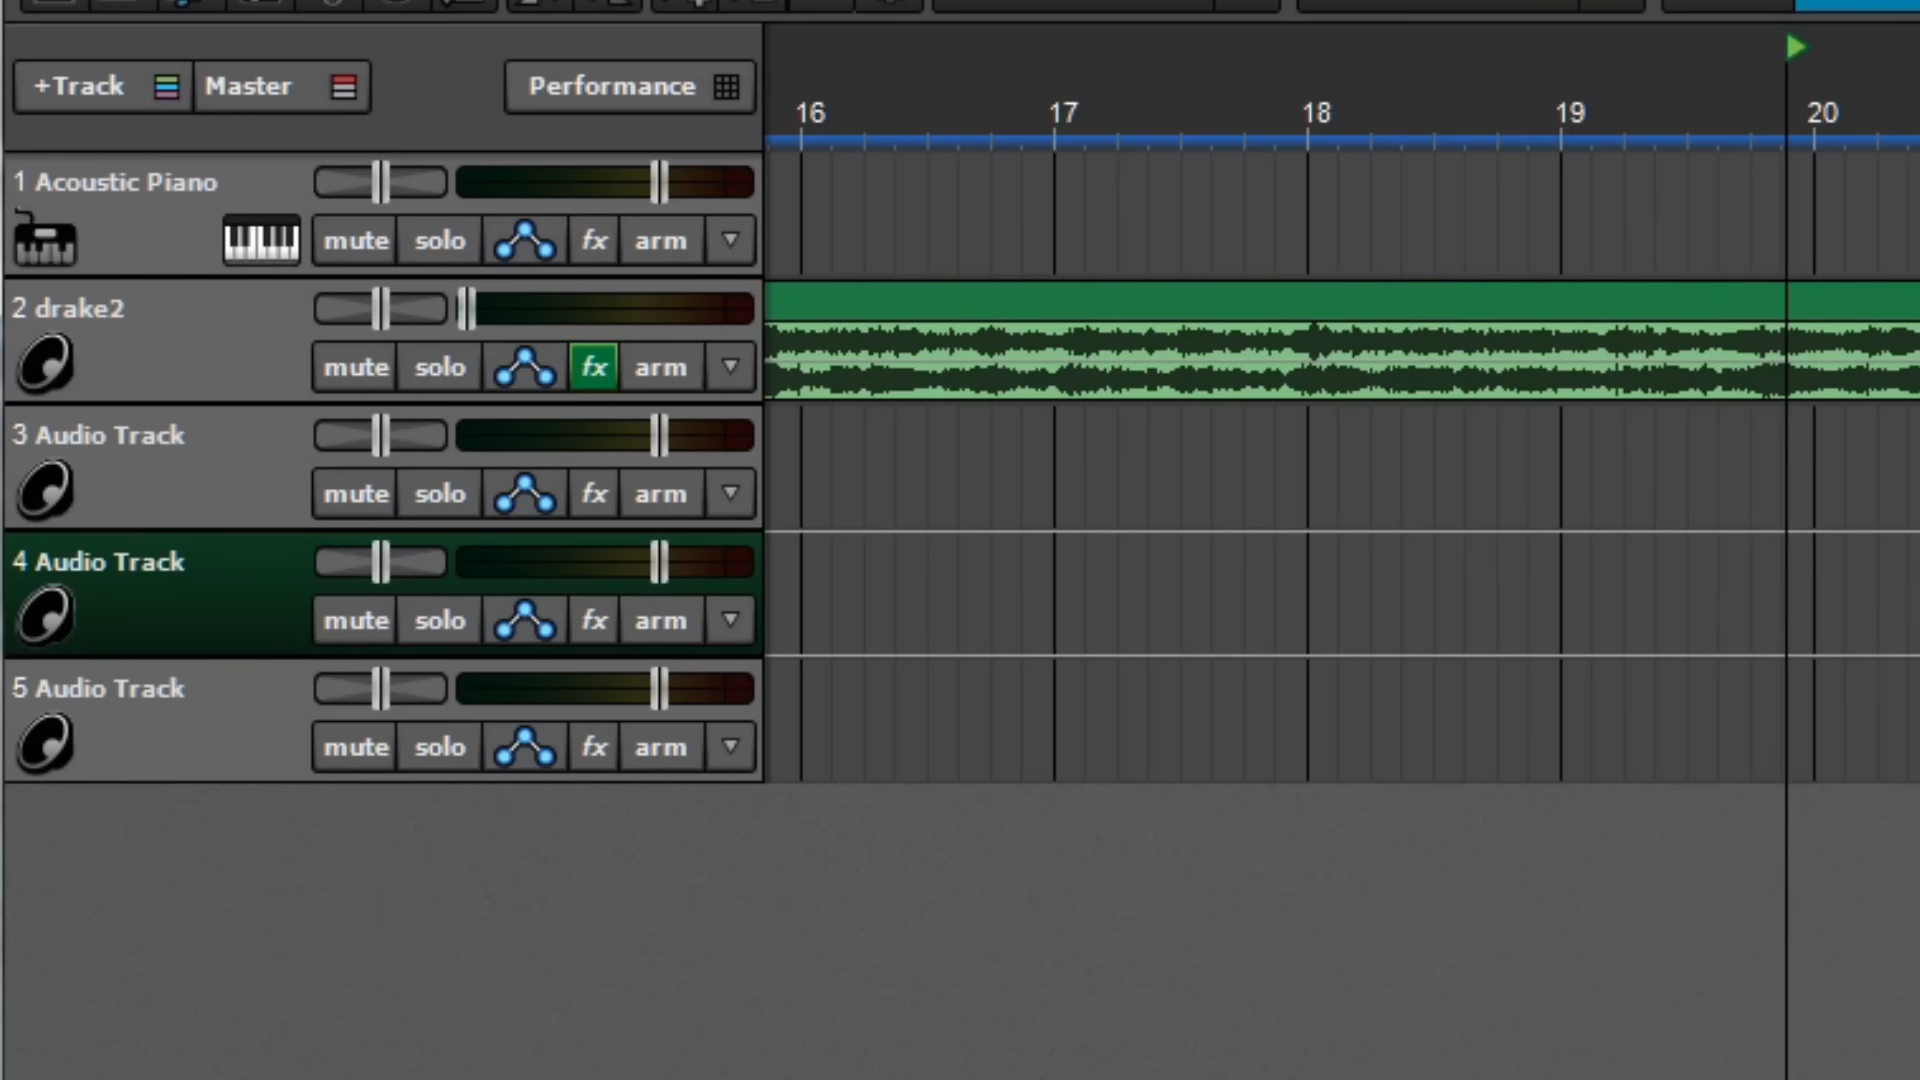 +Track Master Performance
16 17 18 19 20
1 Acoustic Piano
mute solo fx arm
2 drake2
mute solo fx arm
3 Audio Track
mute solo fx arm
4 Audio Track
mute solo fx arm
5 Audio Track
mute solo fx arm